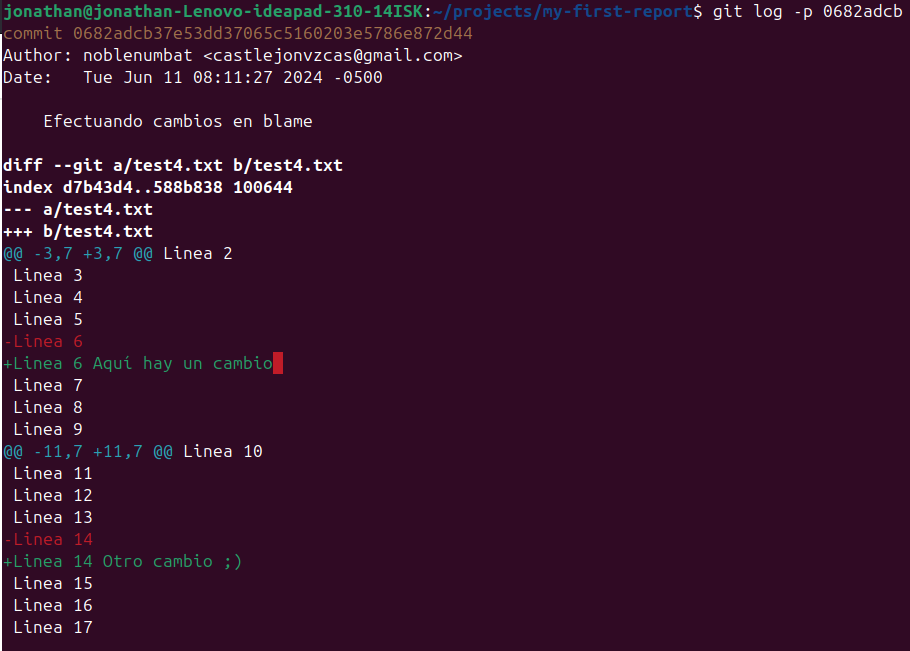 jonathan@jonathan-Lenovo-ideapad-310-14ISK:~/projects/my-first-report$ git log -p 0682adcb
commit 0682adcb37e53dd37065c5160203e5786e872d44
Author: noblenumbat <castlejonvzcas@gmail.com>
Date:   Tue Jun 11 08:11:27 2024 -0500

    Efectuando cambios en blame

diff --git a/test4.txt b/test4.txt
index d7b43d4..588b838 100644
--- a/test4.txt
+++ b/test4.txt
@@ -3,7 +3,7 @@ Linea 2
 Linea 3
 Linea 4
 Linea 5
-Linea 6
+Linea 6 Aquí hay un cambio
 Linea 7
 Linea 8
 Linea 9
@@ -11,7 +11,7 @@ Linea 10
 Linea 11
 Linea 12
 Linea 13
-Linea 14
+Linea 14 Otro cambio ;)
 Linea 15
 Linea 16
 Linea 17